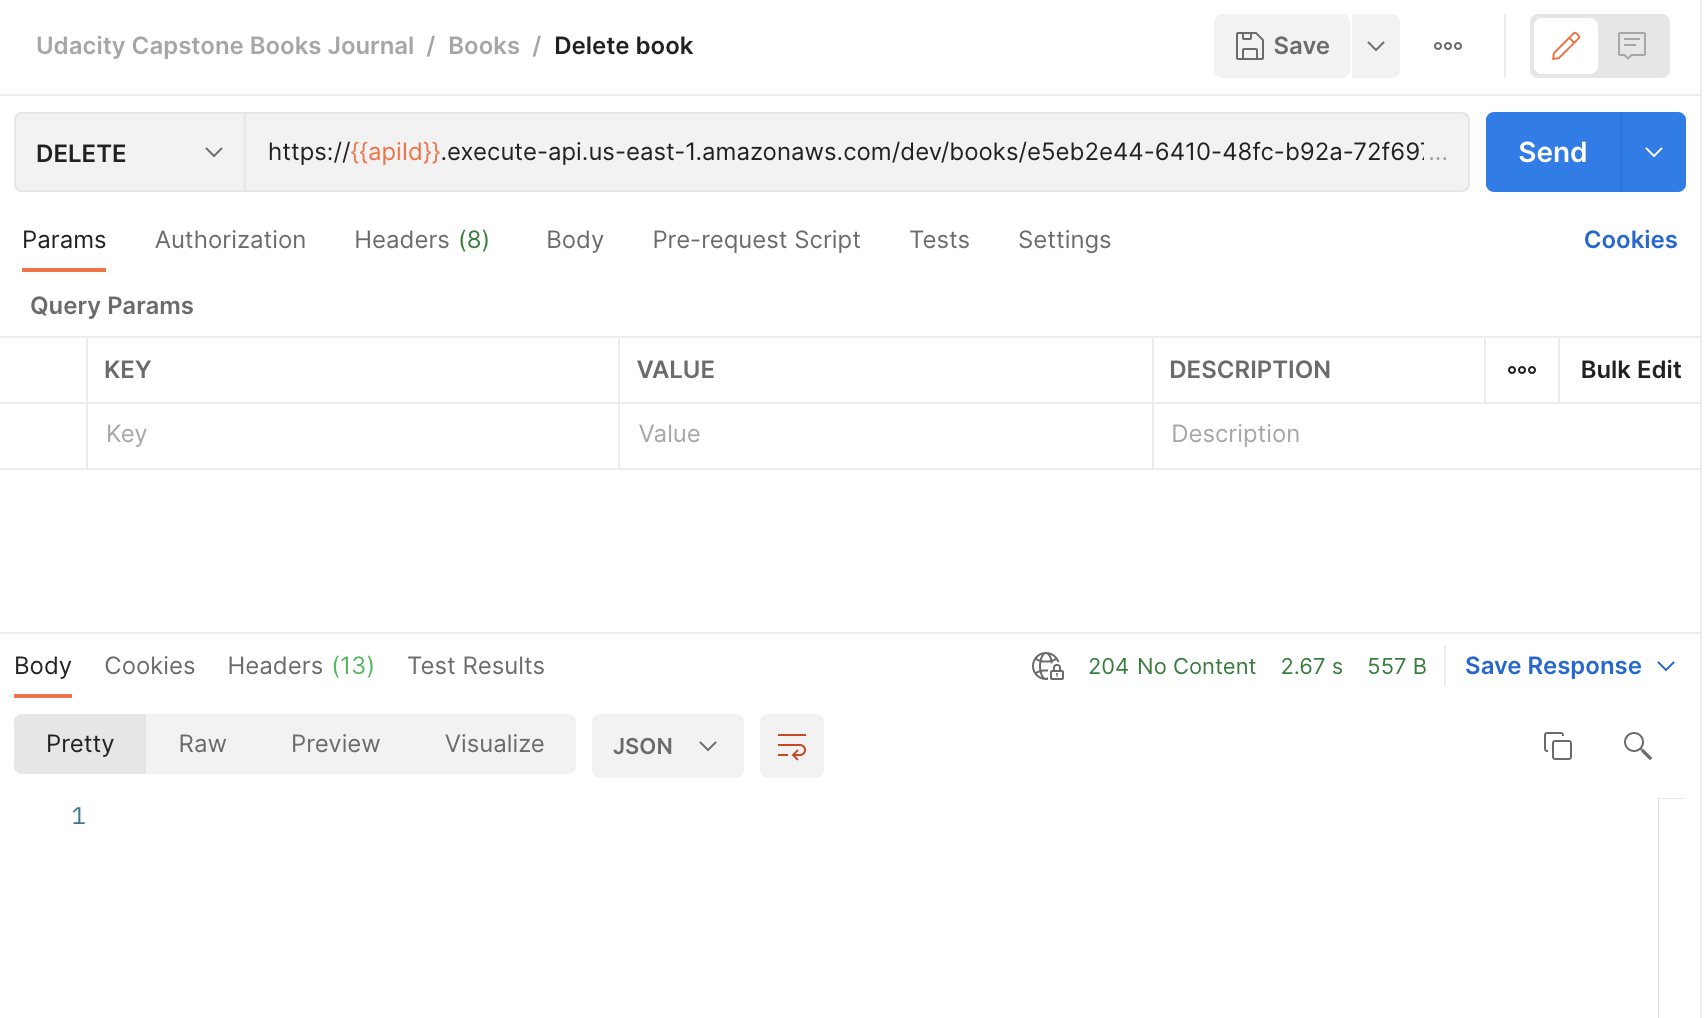 Udacity Capstone Books Journal / Books / Delete book
Save
DELETE
https://{{apiId}}.execute-api.us-east-1.amazonaws.com/dev/books/e5eb2e44-6410-48fc-b92a-72f697...
Send
Params Authorization Headers (8) Body Pre-request Script Tests Settings Cookies
Query Params
KEY VALUE DESCRIPTION ooo Bulk Edit
Key Value Description
Body Cookies Headers (13) Test Results 204 No Content 2.67 s 557 B Save Response
Pretty Raw Preview Visualize JSON
1